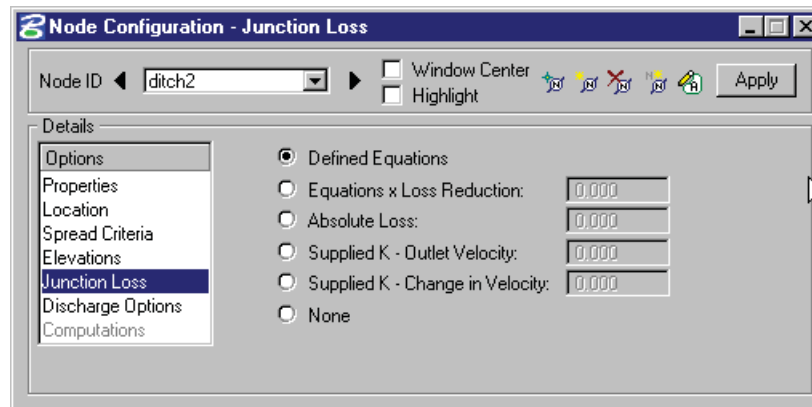 Node Configuration - Junction Loss
Node ID ditch2 Window Center Apply
Highlight
Details
Options
Properties
Location
Spread Criteria
Elevations
Junction Loss
Discharge Options
Computations
Defined Equations
Equations x Loss Reduction: 0.000
Absolute Loss: 0.000
Supplied K - Outlet Velocity: 0.000
Supplied K - Change in Velocity: 0.000
None